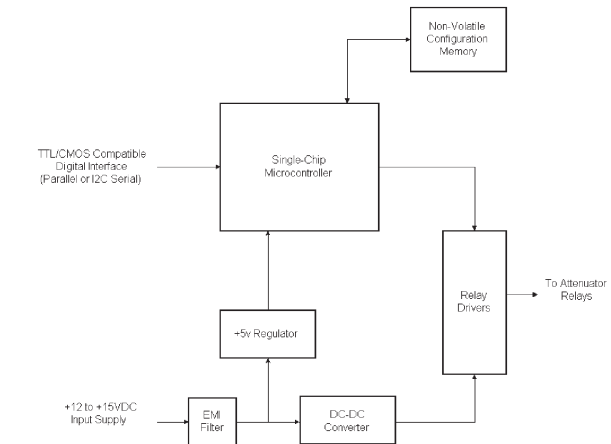 Non-Volatile
Configuration
Memory
TTL/CMOS Compatible
Digital Interface
(Parallel or I2C Serial)
Single-Chip
Microcontroller
Relay
Drivers
To Attenuator
Relays
+5v Regulator
+12 to +15VDC
Input Supply
EMI
Filter
DC-DC
Converter